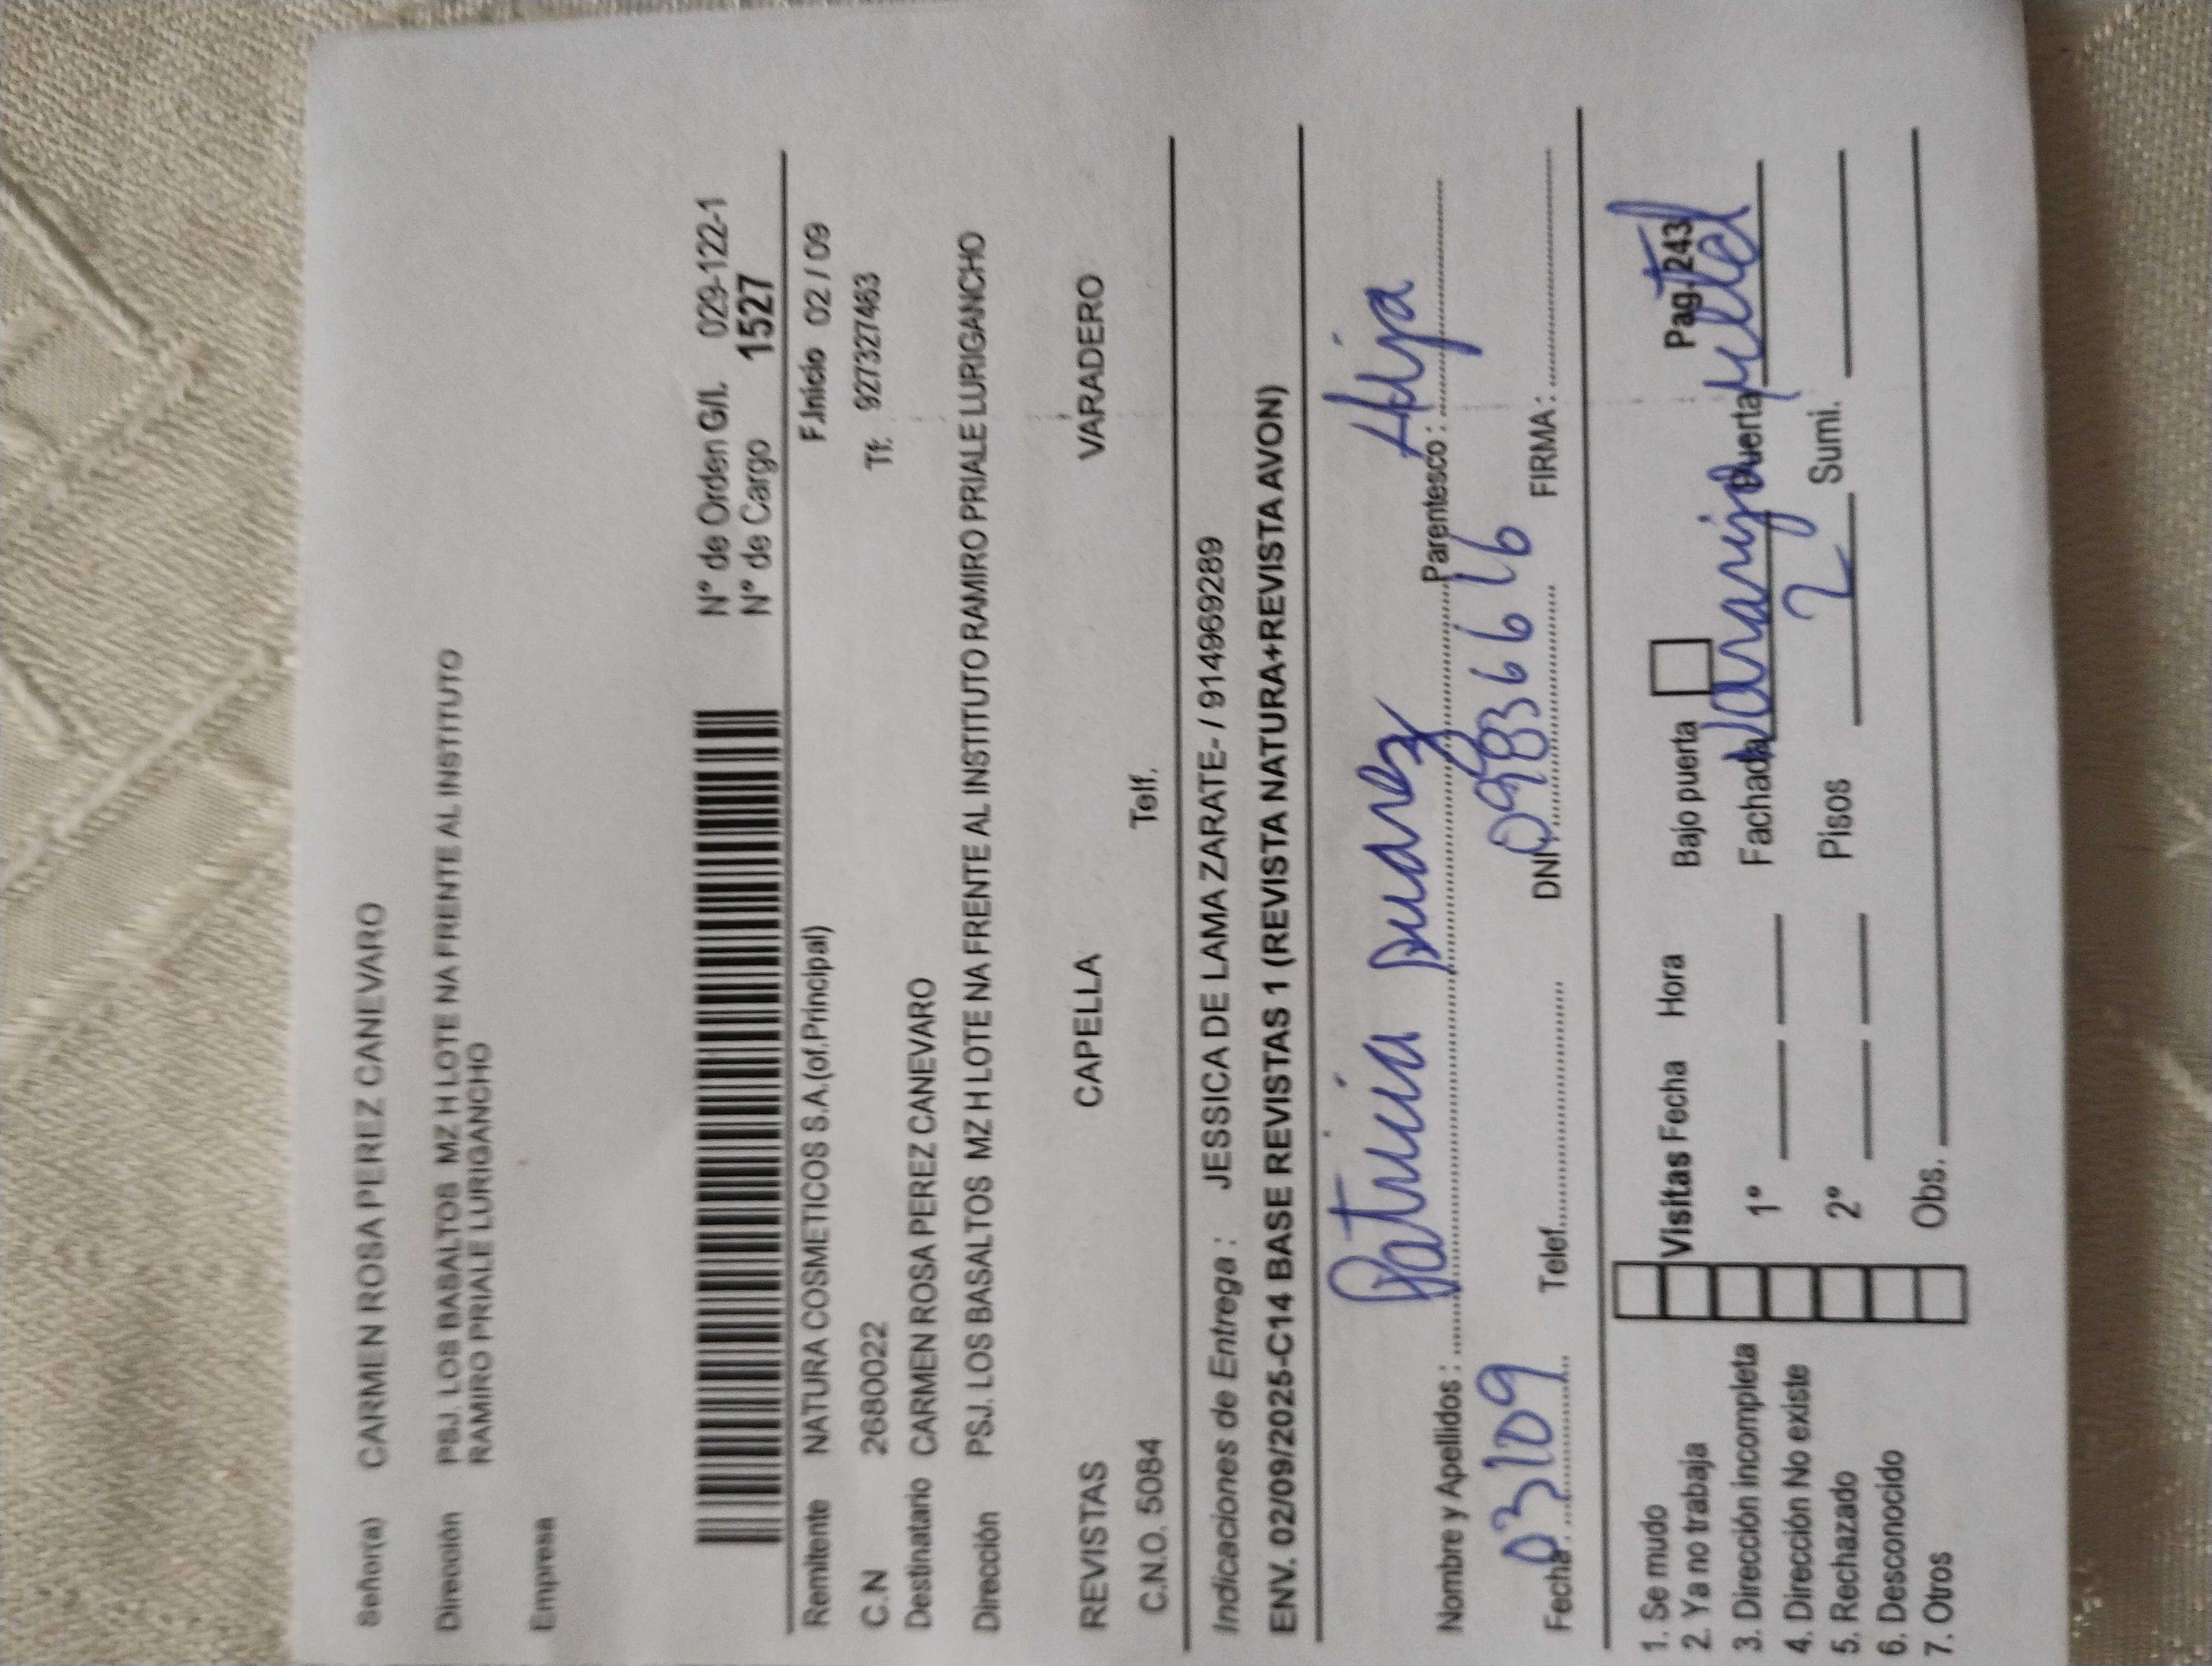 Señor(a) CARMEN ROSA PEREZ CANEVARO
Dirección PSJ. LOS BASALTOS MZ H LOTE NA FRENTE AL INSTITUTO
RAMIRO PRIALE LURIGANCHO
Empresa
N° de Orden G/I. 029-122-1
N° de Cargo 1527
Remitente NATURA COSMETICOS S.A.(of.Principal) F.Inicio 02 / 09
C.N 2680022 Tf. 927327463
Destinatario CARMEN ROSA PEREZ CANEVARO
Dirección PSJ. LOS BASALTOS MZ H LOTE NA FRENTE AL INSTITUTO RAMIRO PRIALE LURIGANCHO
REVISTAS CAPELLA VARADERO
C.N.O. 5084 Telf.
Indicaciones de Entrega : JESSICA DE LAMA ZARATE- / 914969289
ENV. 02/09/2025-C14 BASE REVISTAS 1 (REVISTA NATURA+REVISTA AVON)
Nombre y Apellidos : Patricia suarez Parentesco : Hija
Fecha : 03/09 Telef. DNI. 09836616 FIRMA :
1. Se mudo
2. Ya no trabaja
3. Dirección incompleta
4. Dirección No existe
5. Rechazado
6. Desconocido
7. Otros
Visitas Fecha Hora Bajo puerta Pag. 243
1° Fachada Naranja Puerta
2° Pisos 2 Sumi.
Obs.